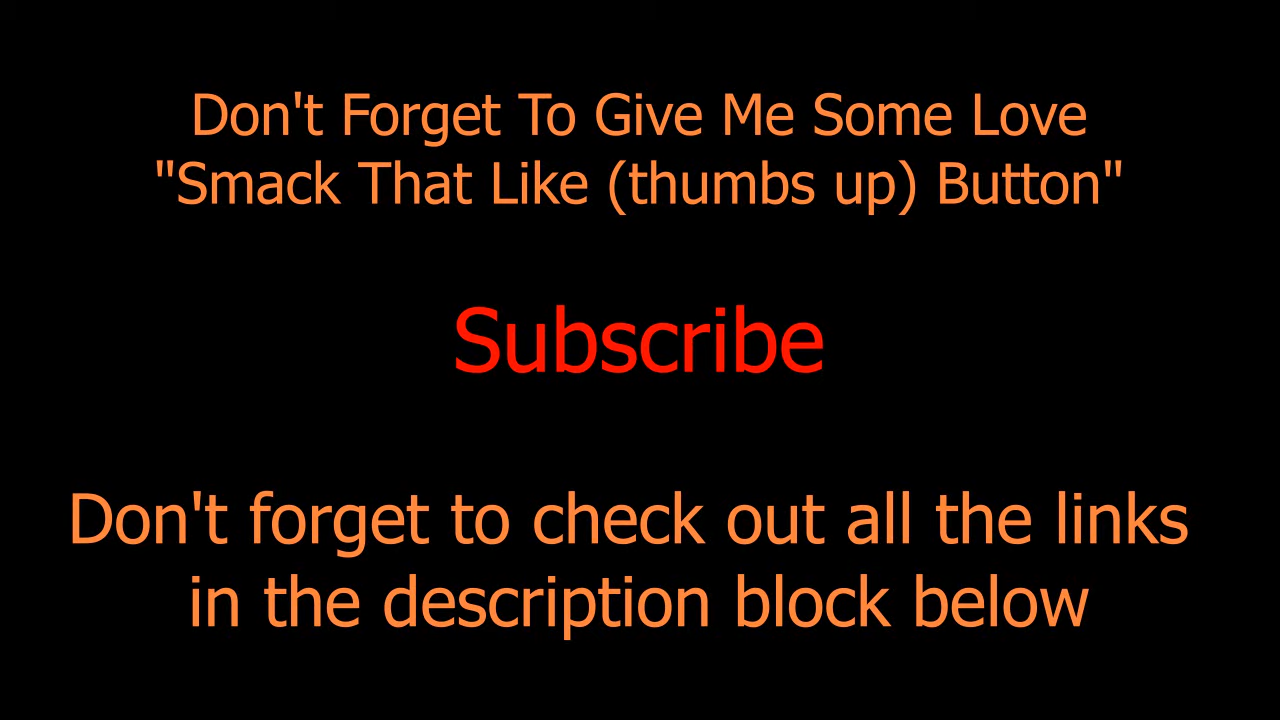 Don't Forget To Give Me Some Love
"Smack That Like (thumbs up) Button"
Subscribe
Don't forget to check out all the links
in the description block below